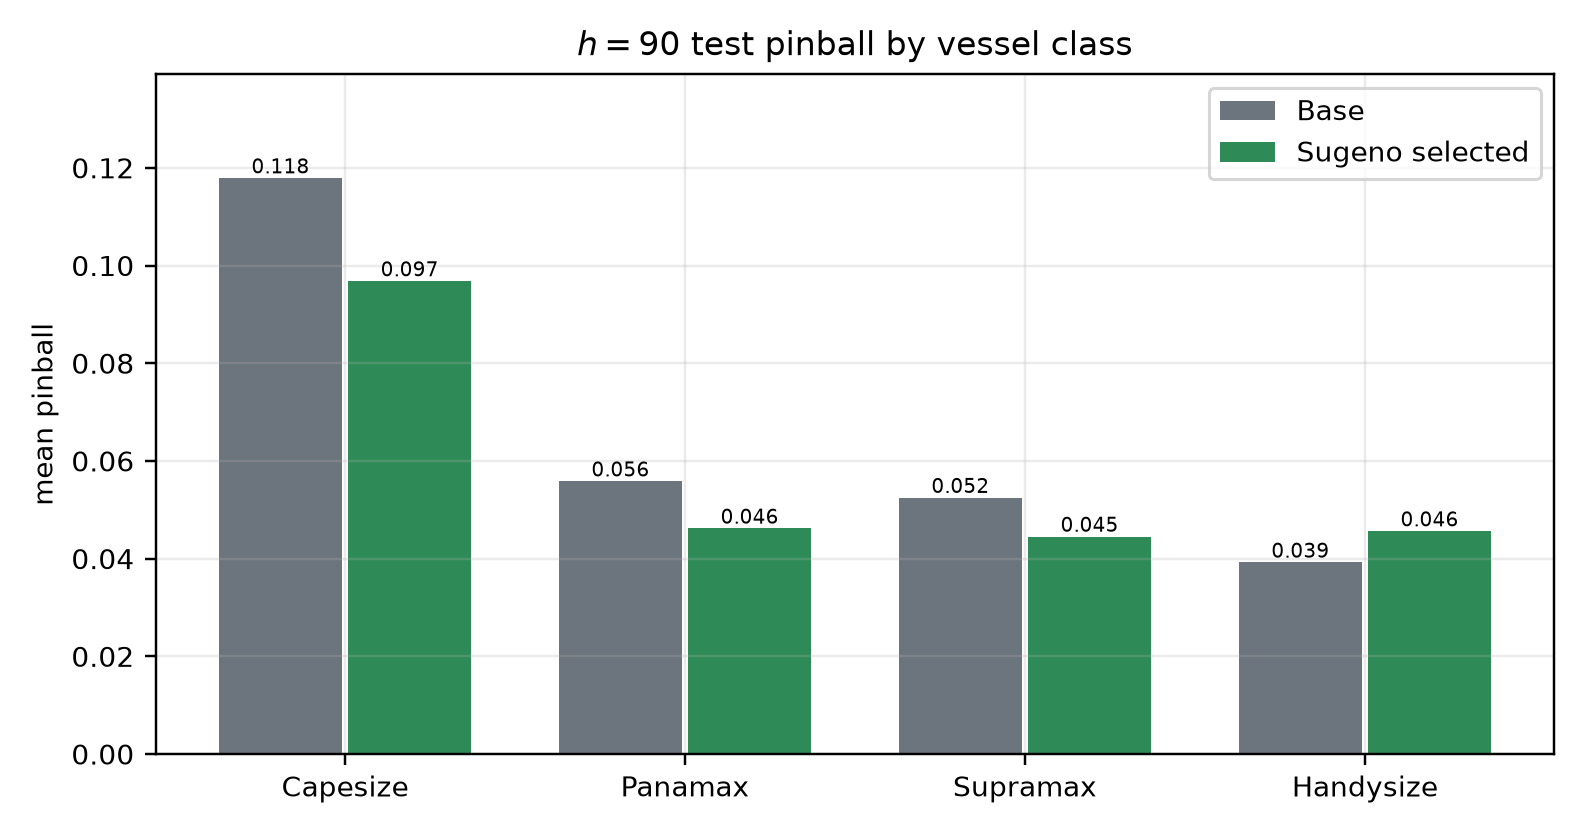 h = 90 test pinball by vessel class
Base
Sugeno selected
mean pinball
0.12
0.10
0.08
0.06
0.04
0.02
0.00
0.118
0.097
0.056
0.046
0.052
0.045
0.039
0.046
Capesize
Panamax
Supramax
Handysize